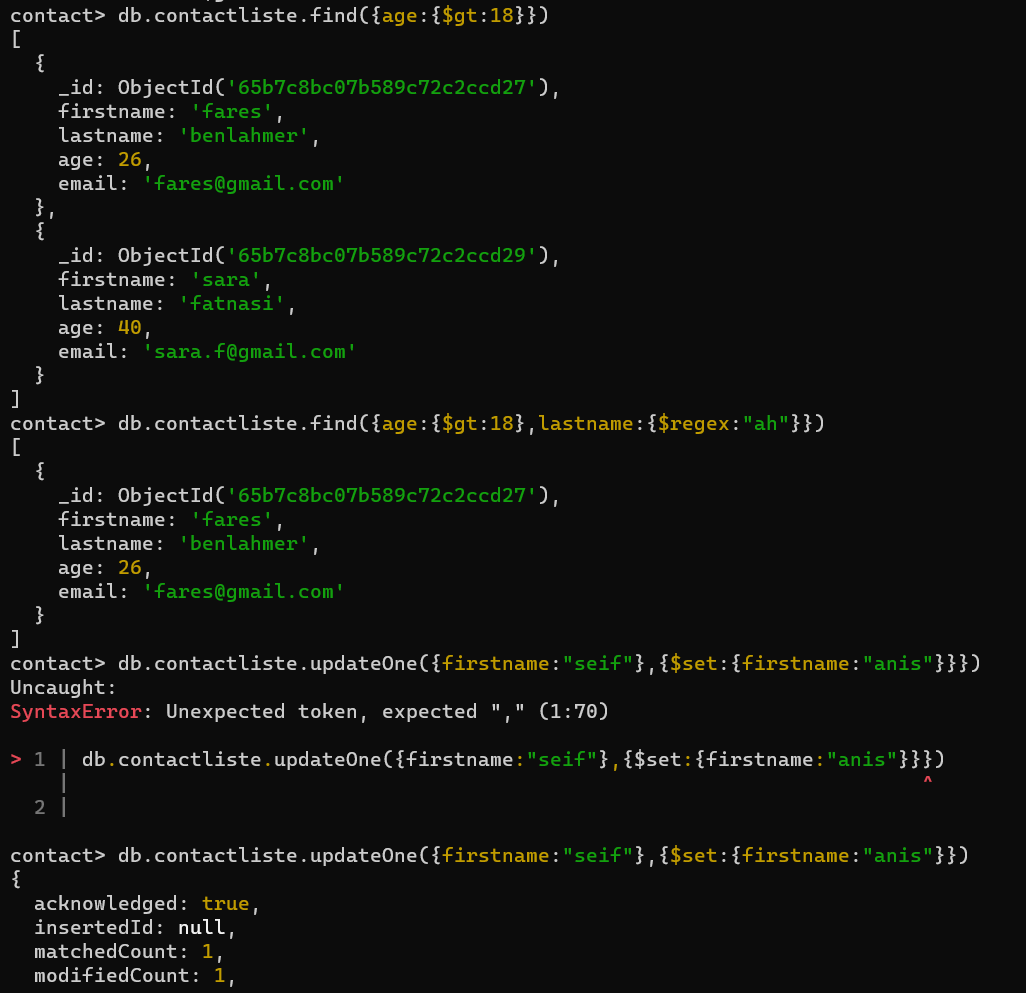 contact> db.contactliste.find({age:{$gt:18}})
[
  {
    _id: ObjectId('65b7c8bc07b589c72c2ccd27'),
    firstname: 'fares',
    lastname: 'benlahmer',
    age: 26,
    email: 'fares@gmail.com'
  },
  {
    _id: ObjectId('65b7c8bc07b589c72c2ccd29'),
    firstname: 'sara',
    lastname: 'fatnasi',
    age: 40,
    email: 'sara.f@gmail.com'
  }
]
contact> db.contactliste.find({age:{$gt:18},lastname:{$regex:"ah"}})
[
  {
    _id: ObjectId('65b7c8bc07b589c72c2ccd27'),
    firstname: 'fares',
    lastname: 'benlahmer',
    age: 26,
    email: 'fares@gmail.com'
  }
]
contact> db.contactliste.updateOne({firstname:"seif"},{$set:{firstname:"anis"}}})
Uncaught:
SyntaxError: Unexpected token, expected "," (1:70)

> 1 | db.contactliste.updateOne({firstname:"seif"},{$set:{firstname:"anis"}}})
    |                                                                       ^
  2 |

contact> db.contactliste.updateOne({firstname:"seif"},{$set:{firstname:"anis"}})
{
  acknowledged: true,
  insertedId: null,
  matchedCount: 1,
  modifiedCount: 1,